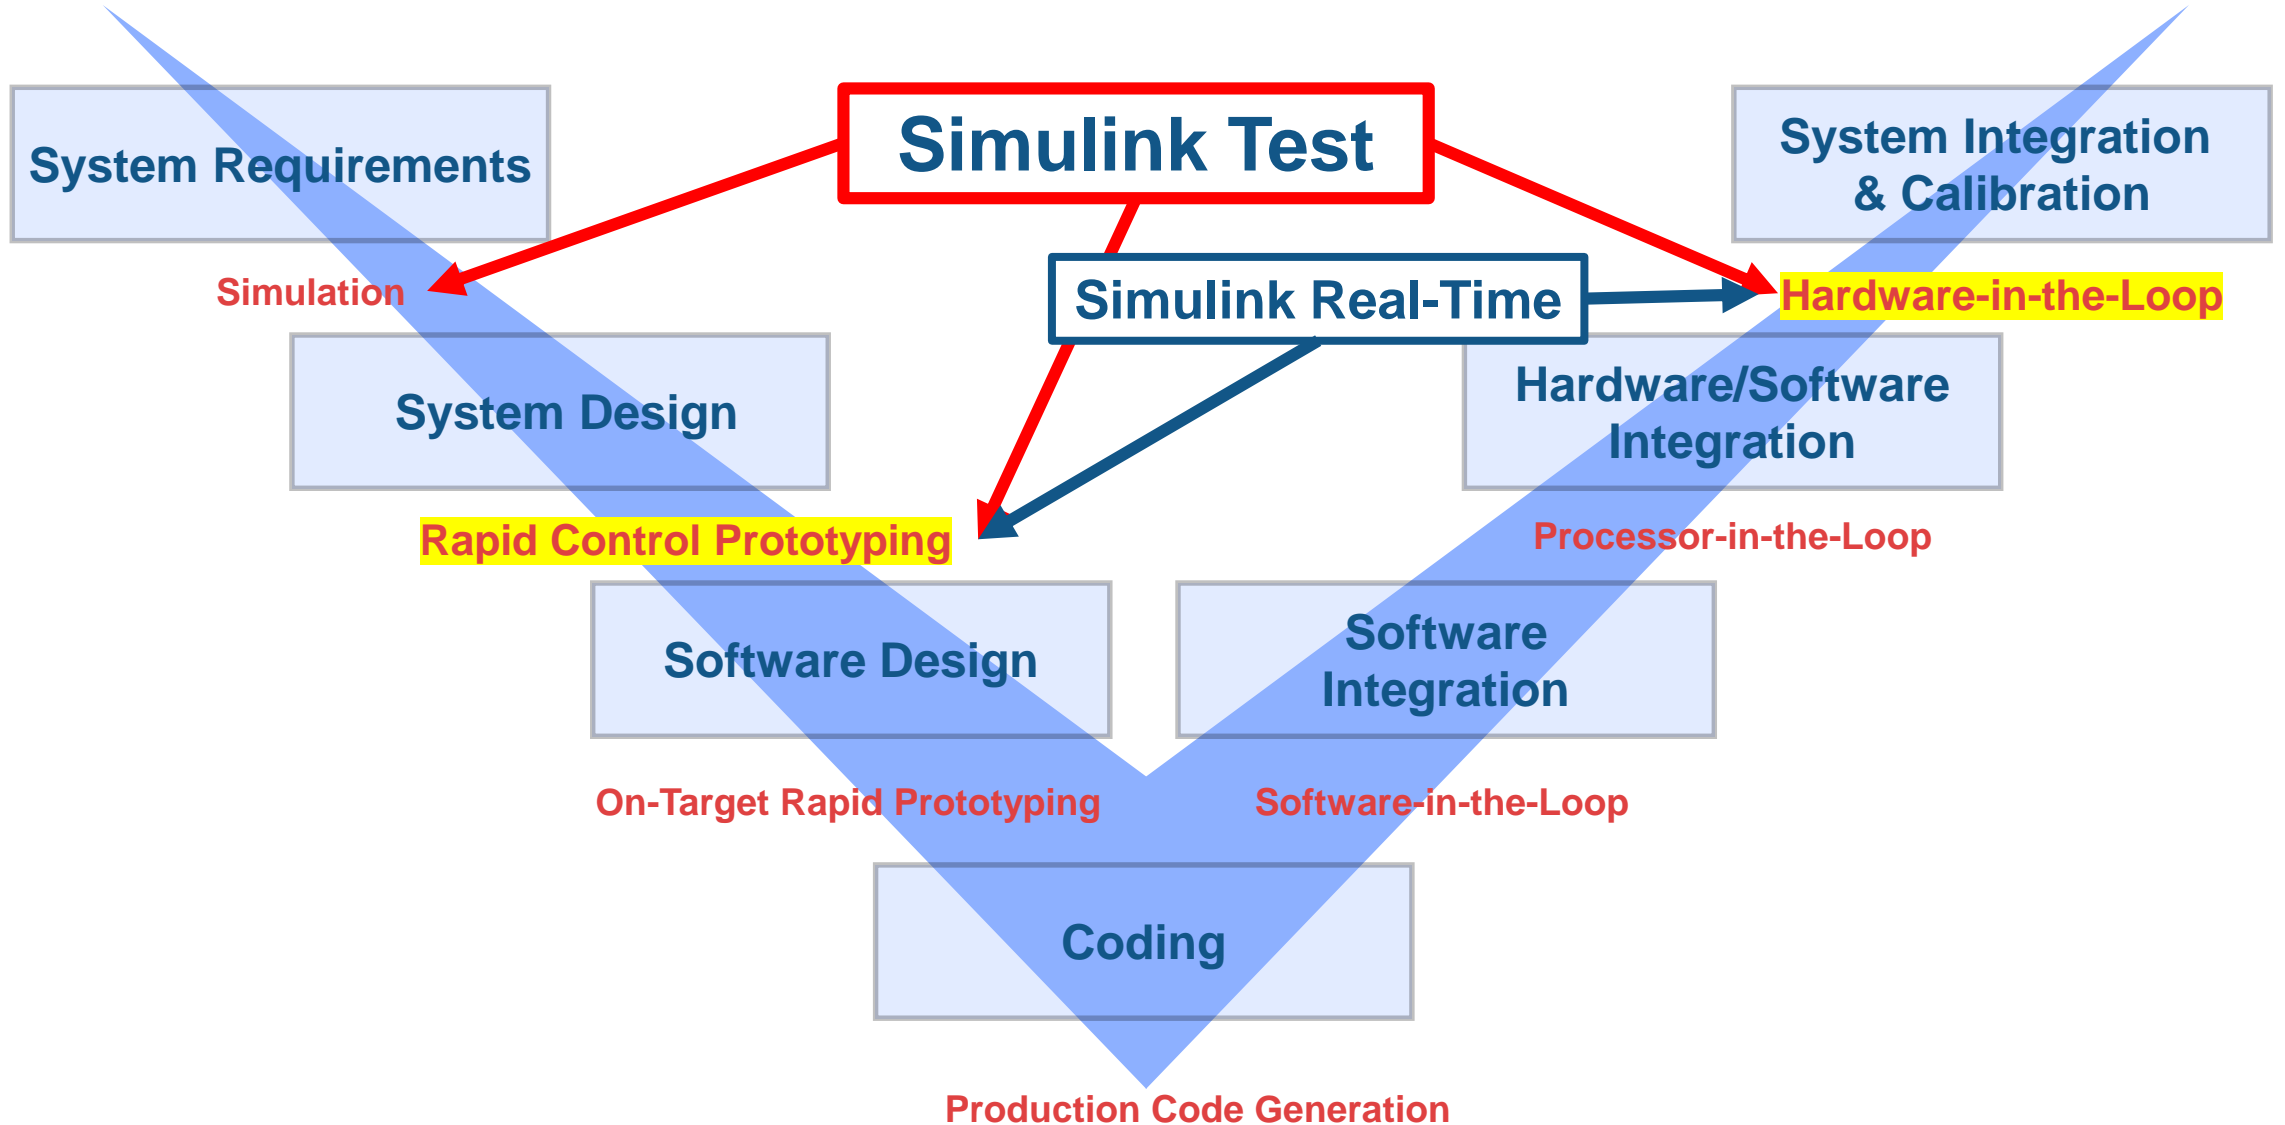 Simulink Test
System Requirements
System Integration
& Calibration
Simulation
Simulink Real-Time
Hardware-in-the-Loop
System Design
Hardware/Software
Integration
Rapid Control Prototyping
Processor-in-the-Loop
Software Design
Software
Integration
On-Target Rapid Prototyping
Software-in-the-Loop
Coding
Production Code Generation